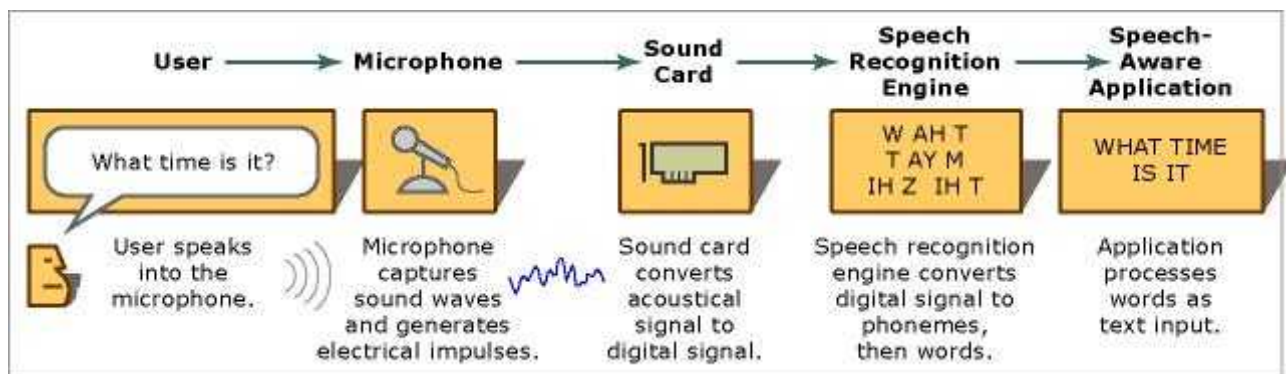 User
Microphone
Sound
Card
Speech
Recognition
Engine
Speech-
Aware
Application
What time is it?
W AH T
T AY M
IH Z IH T
WHAT TIME
IS IT
User speaks
into the
microphone.
Microphone
captures
sound waves
and generates
electrical impulses.
Sound card
converts
acoustical
signal to
digital signal.
Speech recognition
engine converts
digital signal to
phonemes,
then words.
Application
processes
words as
text input.